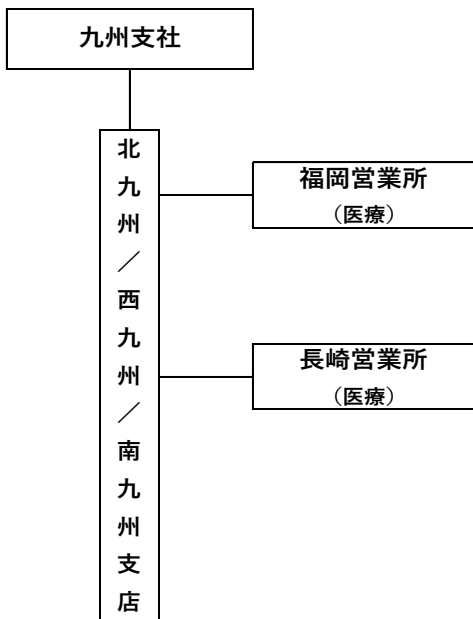 九州支社
北九州／西九州／南九州支店
福岡営業所
（医療）
長崎営業所
（医療）